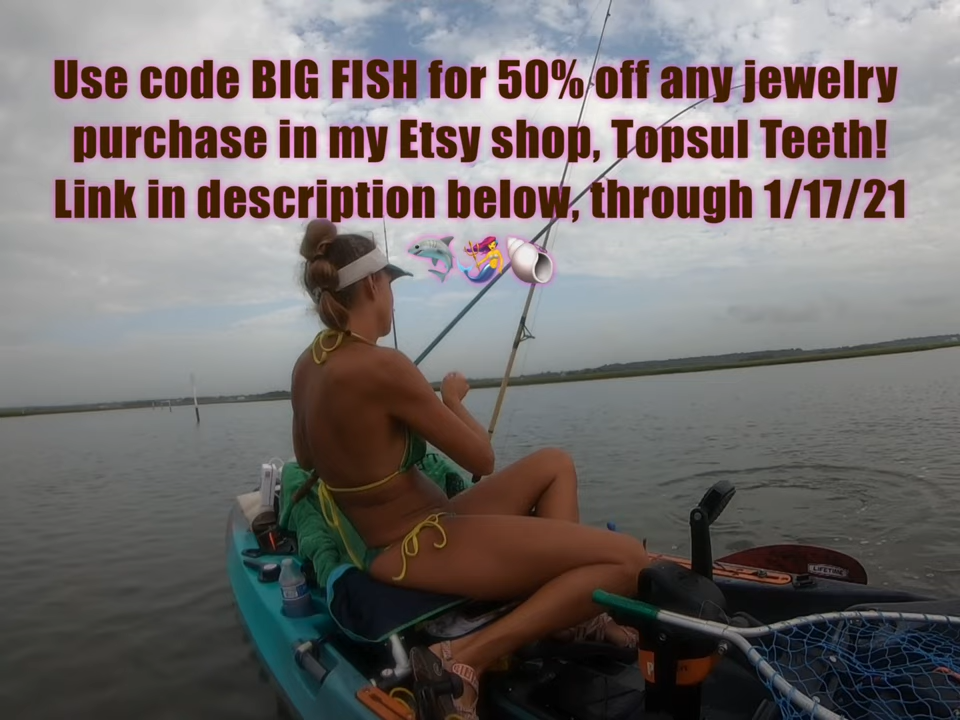 Use code BIG FISH for 50% off any jewelry
purchase in my Etsy shop, Topsul Teeth!
Link in description below, through 1/17/21
LIFETIME